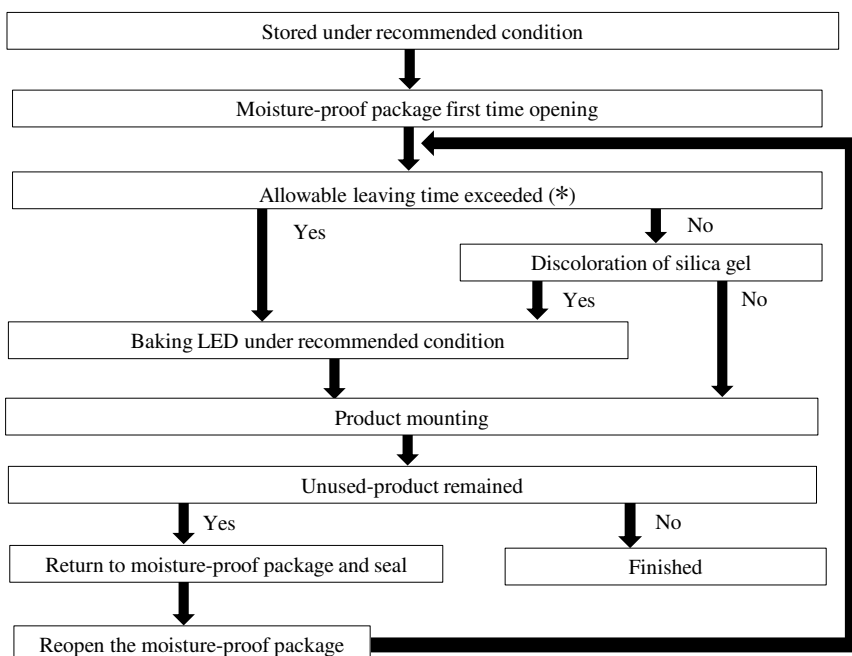 Stored under recommended condition
Moisture-proof package first time opening
Allowable leaving time exceeded (*)
Yes
No
Discoloration of silica gel
Yes
No
Baking LED under recommended condition
Product mounting
Unused-product remained
Yes
No
Return to moisture-proof package and seal
Finished
Reopen the moisture-proof package